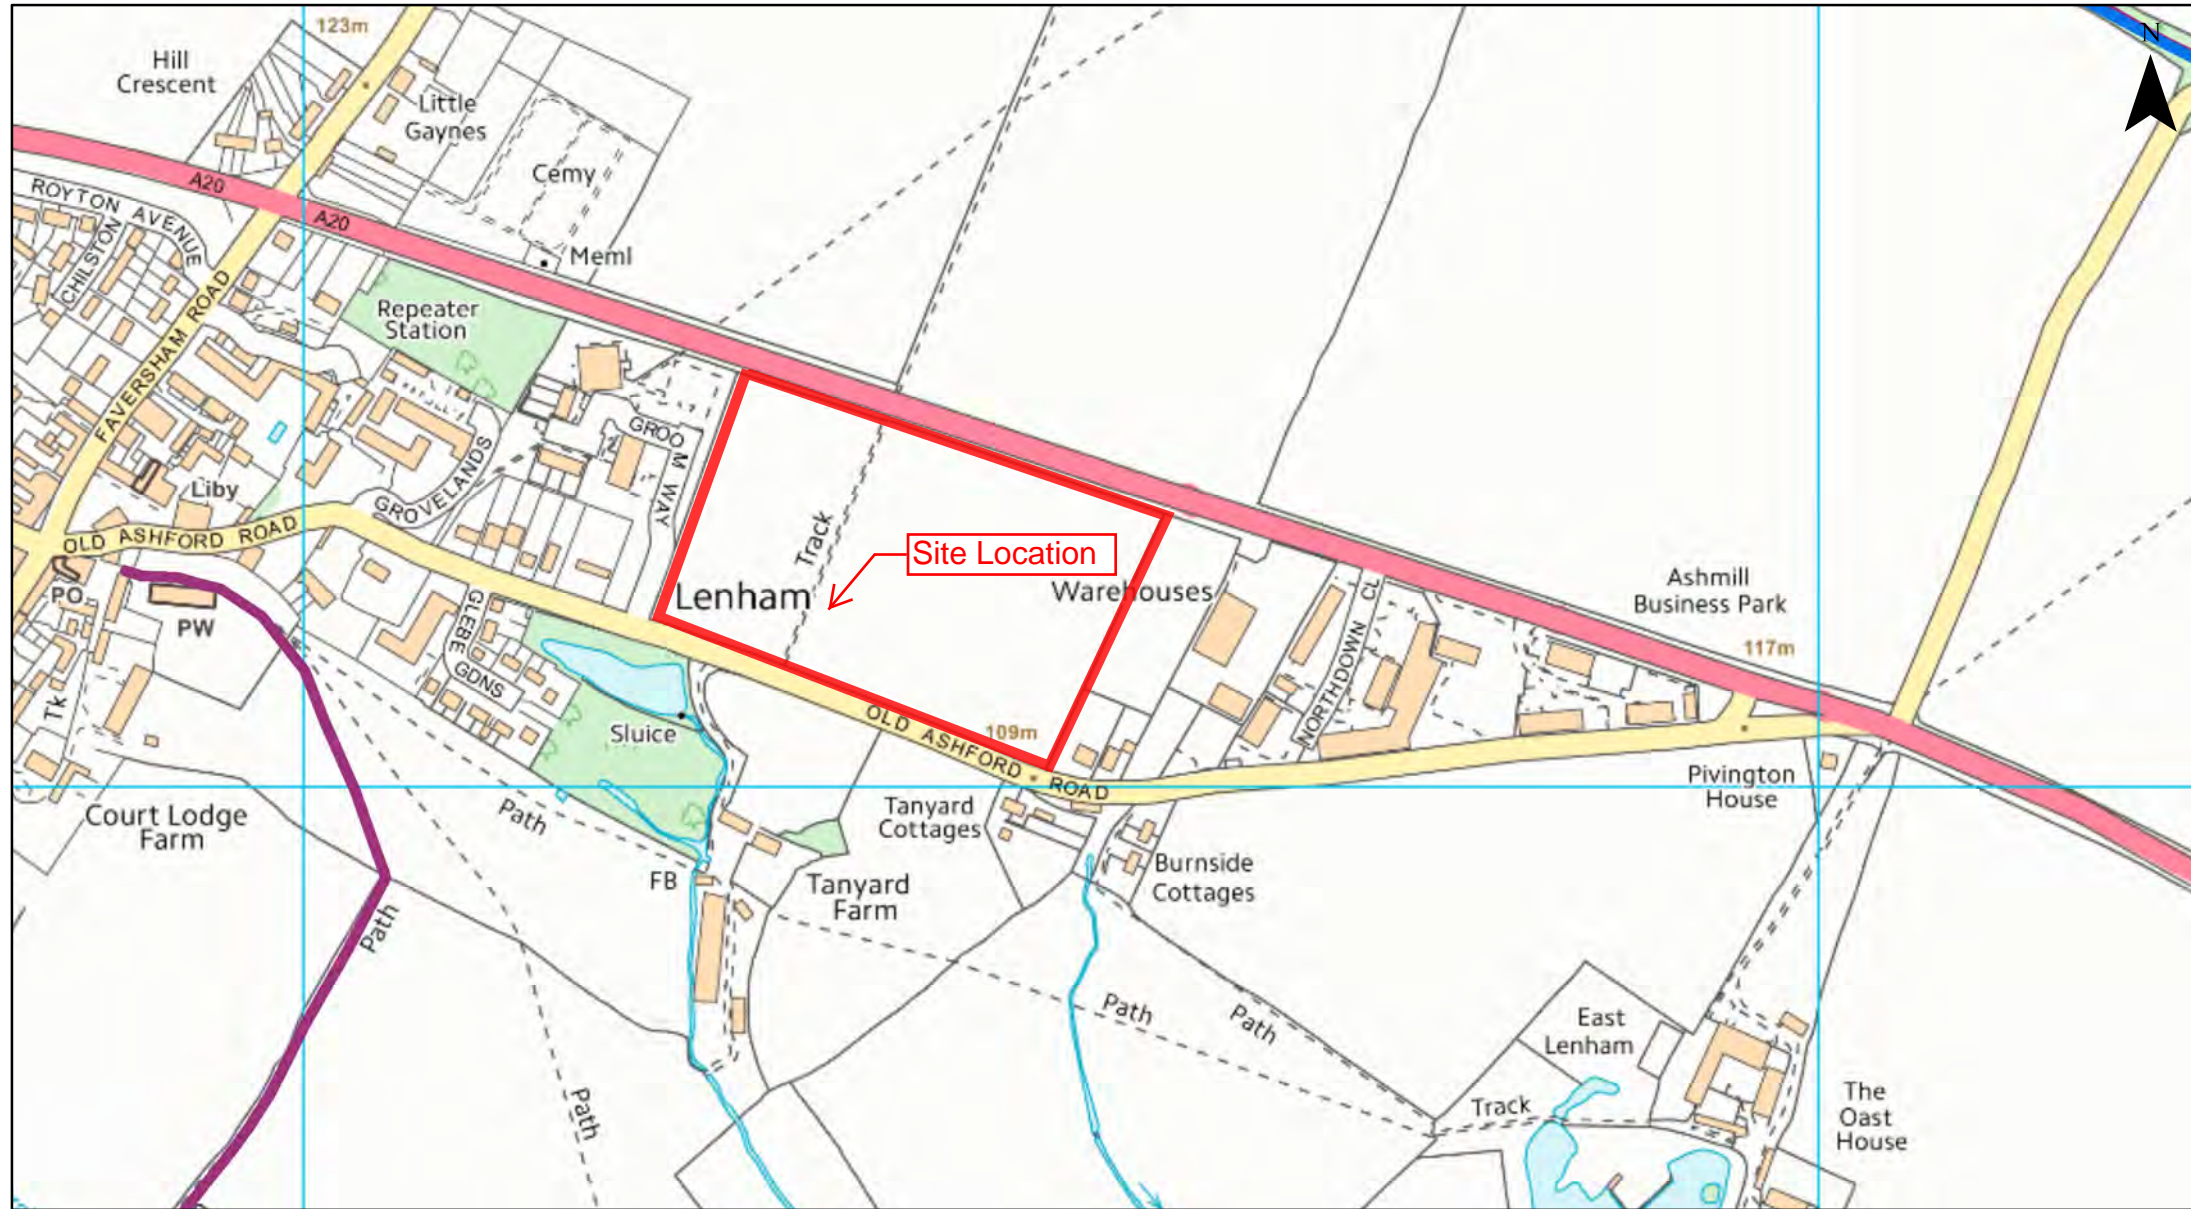 123m
N
Hill
Crescent
Little
Gaynes
Cemy
A20
ROYTON AVENUE
A20
CHILSTON
Meml
FAVERSHAM ROAD
Repeater
Station
GROOM WAY
GROVELANDS
Liby
Track
OLD ASHFORD ROAD
Site Location
Lenham
Warehouses
Ashmill
Business Park
PO
PW
GLEBE
GDNS
NORTHDOWN CL
117m
Tk
Sluice
OLD ASHFORD ROAD
109m
Pivington
House
Court Lodge
Farm
Path
Tanyard
Cottages
Burnside
Cottages
FB
Tanyard
Farm
Path
Path
Path
East
Lenham
Path
Track
The
Oast
House